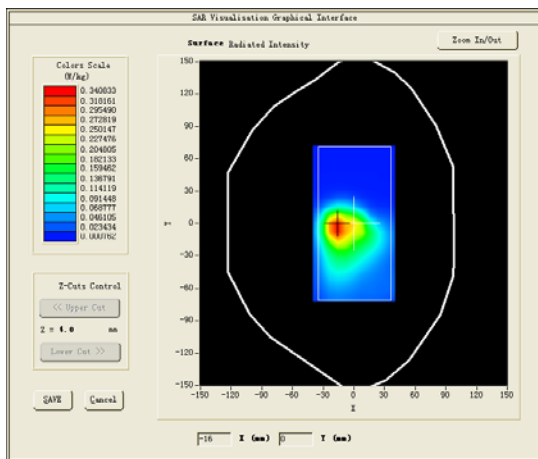 SAR Visualisation Graphical Interface
Surface Radiated Intensity
Zoom In/Out
Colors Scale
(W/kg)
0.340833
0.318161
0.295490
0.272819
0.250147
0.227476
0.204805
0.182133
0.159462
0.136791
0.114119
0.091448
0.068777
0.046105
0.023434
0.000762
Z-Cuts Control
<< Upper Cut
Z = 4.0 mm
Lower Cut >>
SAVE
Cancel
150
120
90
60
30
0
-30
-60
-90
-120
-150
Y
-150 -120 -90 -60 -30 0 30 60 90 120 150
X
-16 X (mm) 0 Y (mm)